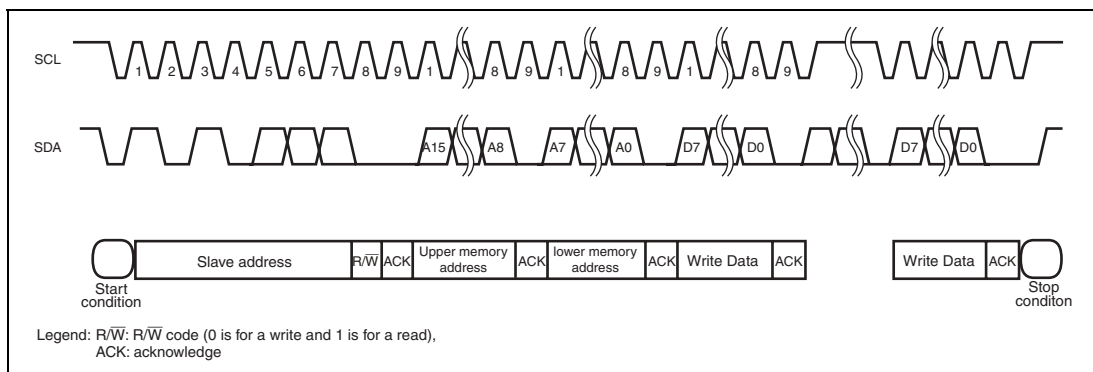 SCL 1 2 3 4 5 6 7 8 9 1 8 9 1 8 9 1 8 9
SDA A15 A8 A7 A0 D7 D0 D7 D0
Slave address R/W̅ ACK Upper memory address ACK lower memory address ACK Write Data ACK Write Data ACK
Start condition
Stop conditon
Legend: R/W̅: R/W̅ code (0 is for a write and 1 is for a read),
ACK: acknowledge